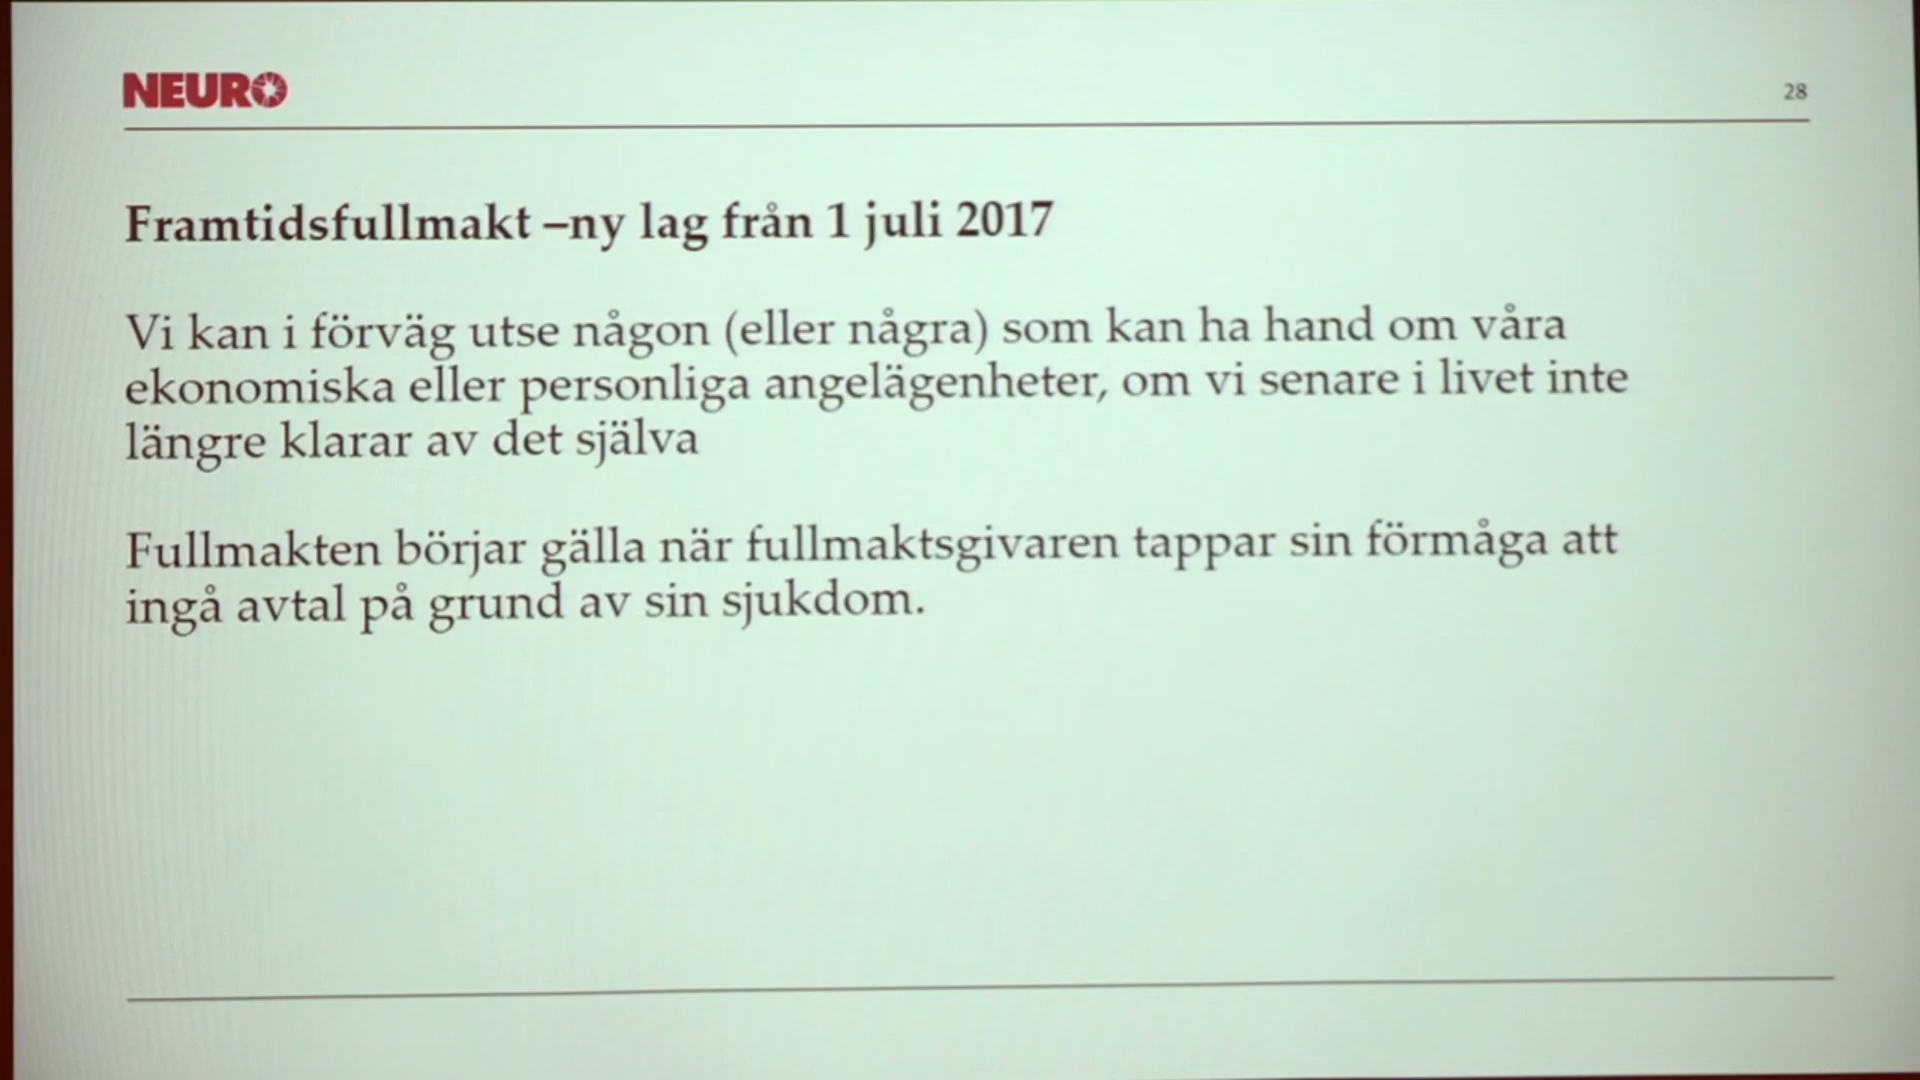 NEURO
28
Framtidsfullmakt –ny lag från 1 juli 2017
Vi kan i förväg utse någon (eller några) som kan ha hand om våra
ekonomiska eller personliga angelägenheter, om vi senare i livet inte
längre klarar av det själva
Fullmakten börjar gälla när fullmaktsgivaren tappar sin förmåga att
ingå avtal på grund av sin sjukdom.